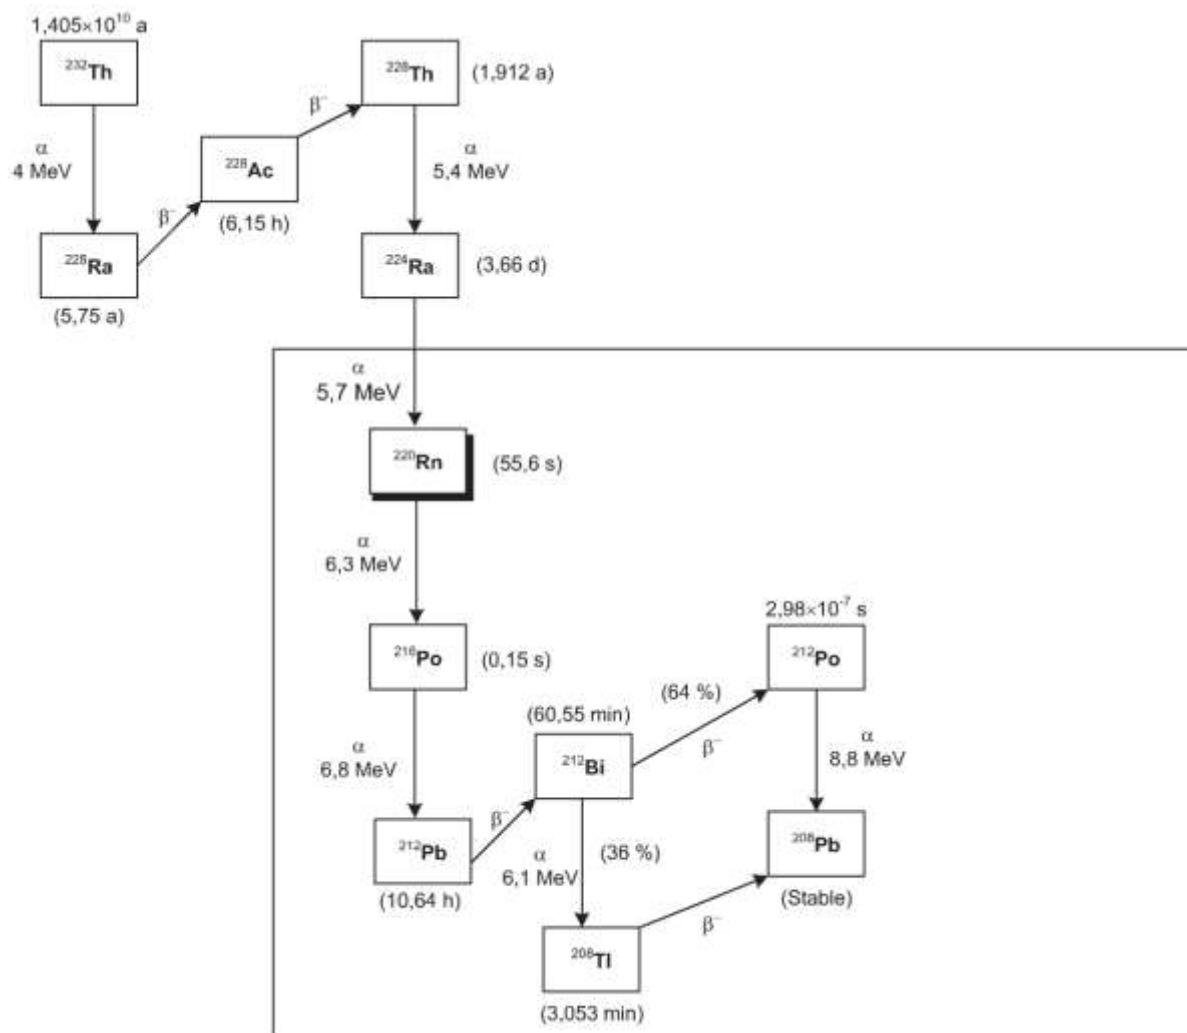 1,405×10¹⁰ a
²³²Th
²²⁸Th
(1,912 a)
β⁻
α
4 MeV
²²⁸Ac
α
5,4 MeV
β⁻
(6,15 h)
²²⁸Ra
²²⁴Ra
(3,66 d)
(5,75 a)
α
5,7 MeV
²²⁰Rn
(55,6 s)
α
6,3 MeV
2,98×10⁻⁷ s
²¹⁶Po
(0,15 s)
²¹²Po
(64 %)
(60,55 min)
α
6,8 MeV
²¹²Bi
β⁻
α
8,8 MeV
β⁻
²¹²Pb
(36 %)
²⁰⁸Pb
α
6,1 MeV
(10,64 h)
(Stable)
β⁻
²⁰⁸Tl
(3,053 min)